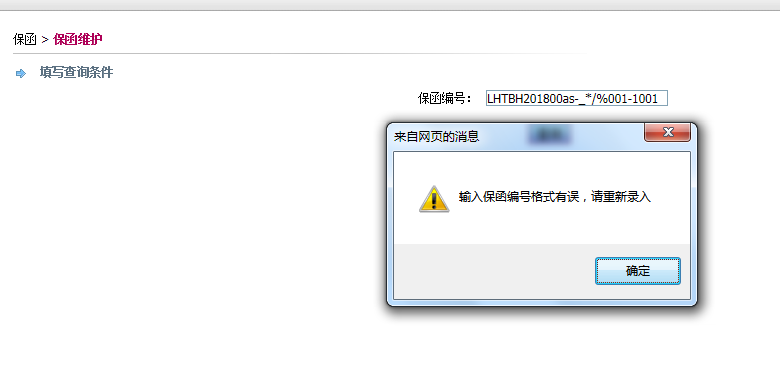 保函 > 保函维护
填写查询条件
保函编号： LHTBH201800as-_*/%001-1001
来自网页的消息
输入保函编号格式有误，请重新录入
确定